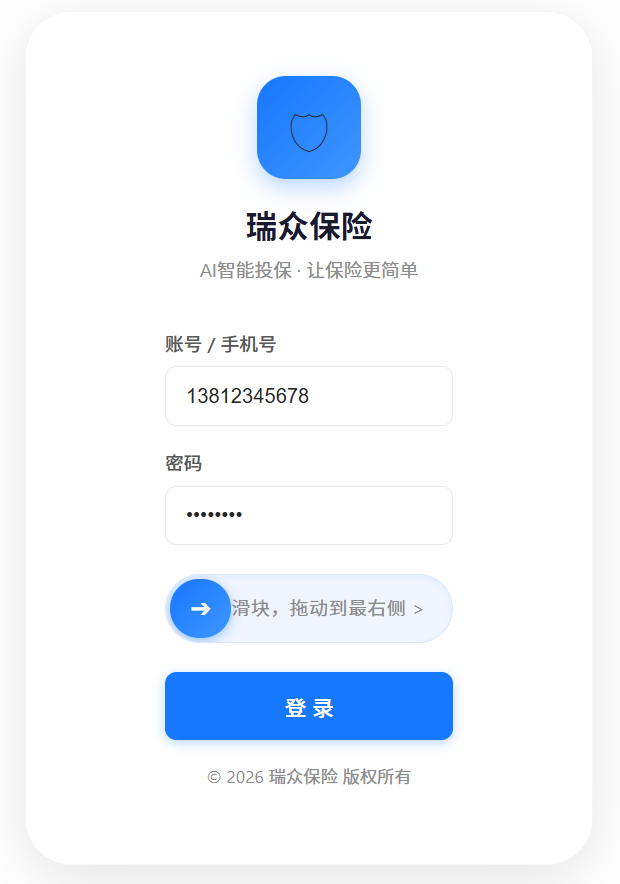 瑞众保险
AI智能投保 · 让保险更简单
账号 / 手机号
13812345678
密码
••••••••
➔ 滑块，拖动到最右侧 >
登 录
© 2026 瑞众保险 版权所有